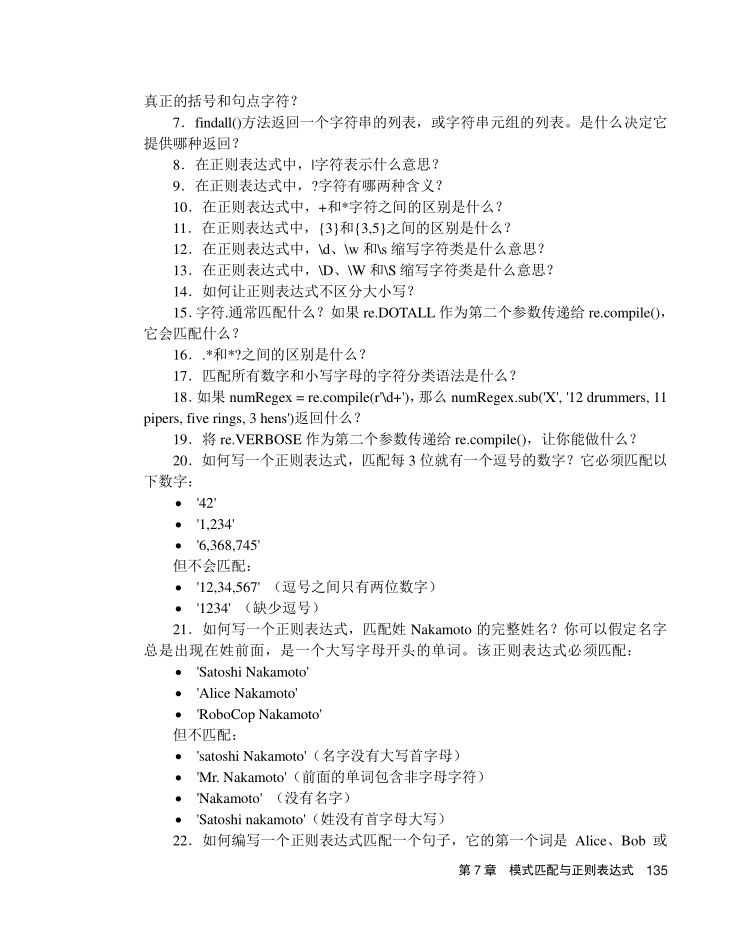 真正的括号和句点字符？
7．findall()方法返回一个字符串的列表，或字符串元组的列表。是什么决定它
提供哪种返回？
8．在正则表达式中，|字符表示什么意思？
9．在正则表达式中，?字符有哪两种含义？
10．在正则表达式中，+和*字符之间的区别是什么？
11．在正则表达式中，{3}和{3,5}之间的区别是什么？
12．在正则表达式中，\d、\w 和\s 缩写字符类是什么意思？
13．在正则表达式中，\D、\W 和\S 缩写字符类是什么意思？
14．如何让正则表达式不区分大小写？
15．字符.通常匹配什么？如果 re.DOTALL 作为第二个参数传递给 re.compile()，
它会匹配什么？
16．.*和*?之间的区别是什么？
17．匹配所有数字和小写字母的字符分类语法是什么？
18．如果 numRegex = re.compile(r'\d+')，那么 numRegex.sub('X', '12 drummers, 11
pipers, five rings, 3 hens')返回什么？
19．将 re.VERBOSE 作为第二个参数传递给 re.compile()，让你能做什么？
20．如何写一个正则表达式，匹配每 3 位就有一个逗号的数字？它必须匹配以
下数字：
• '42'
• '1,234'
• '6,368,745'
但不会匹配：
• '12,34,567' （逗号之间只有两位数字）
• '1234' （缺少逗号）
21．如何写一个正则表达式，匹配姓 Nakamoto 的完整姓名？你可以假定名字
总是出现在姓前面，是一个大写字母开头的单词。该正则表达式必须匹配：
• 'Satoshi Nakamoto'
• 'Alice Nakamoto'
• 'RoboCop Nakamoto'
但不匹配：
• 'satoshi Nakamoto'（名字没有大写首字母）
• 'Mr. Nakamoto'（前面的单词包含非字母字符）
• 'Nakamoto' （没有名字）
• 'Satoshi nakamoto'（姓没有首字母大写）
22．如何编写一个正则表达式匹配一个句子，它的第一个词是 Alice、Bob 或
第 7 章 模式匹配与正则表达式 135